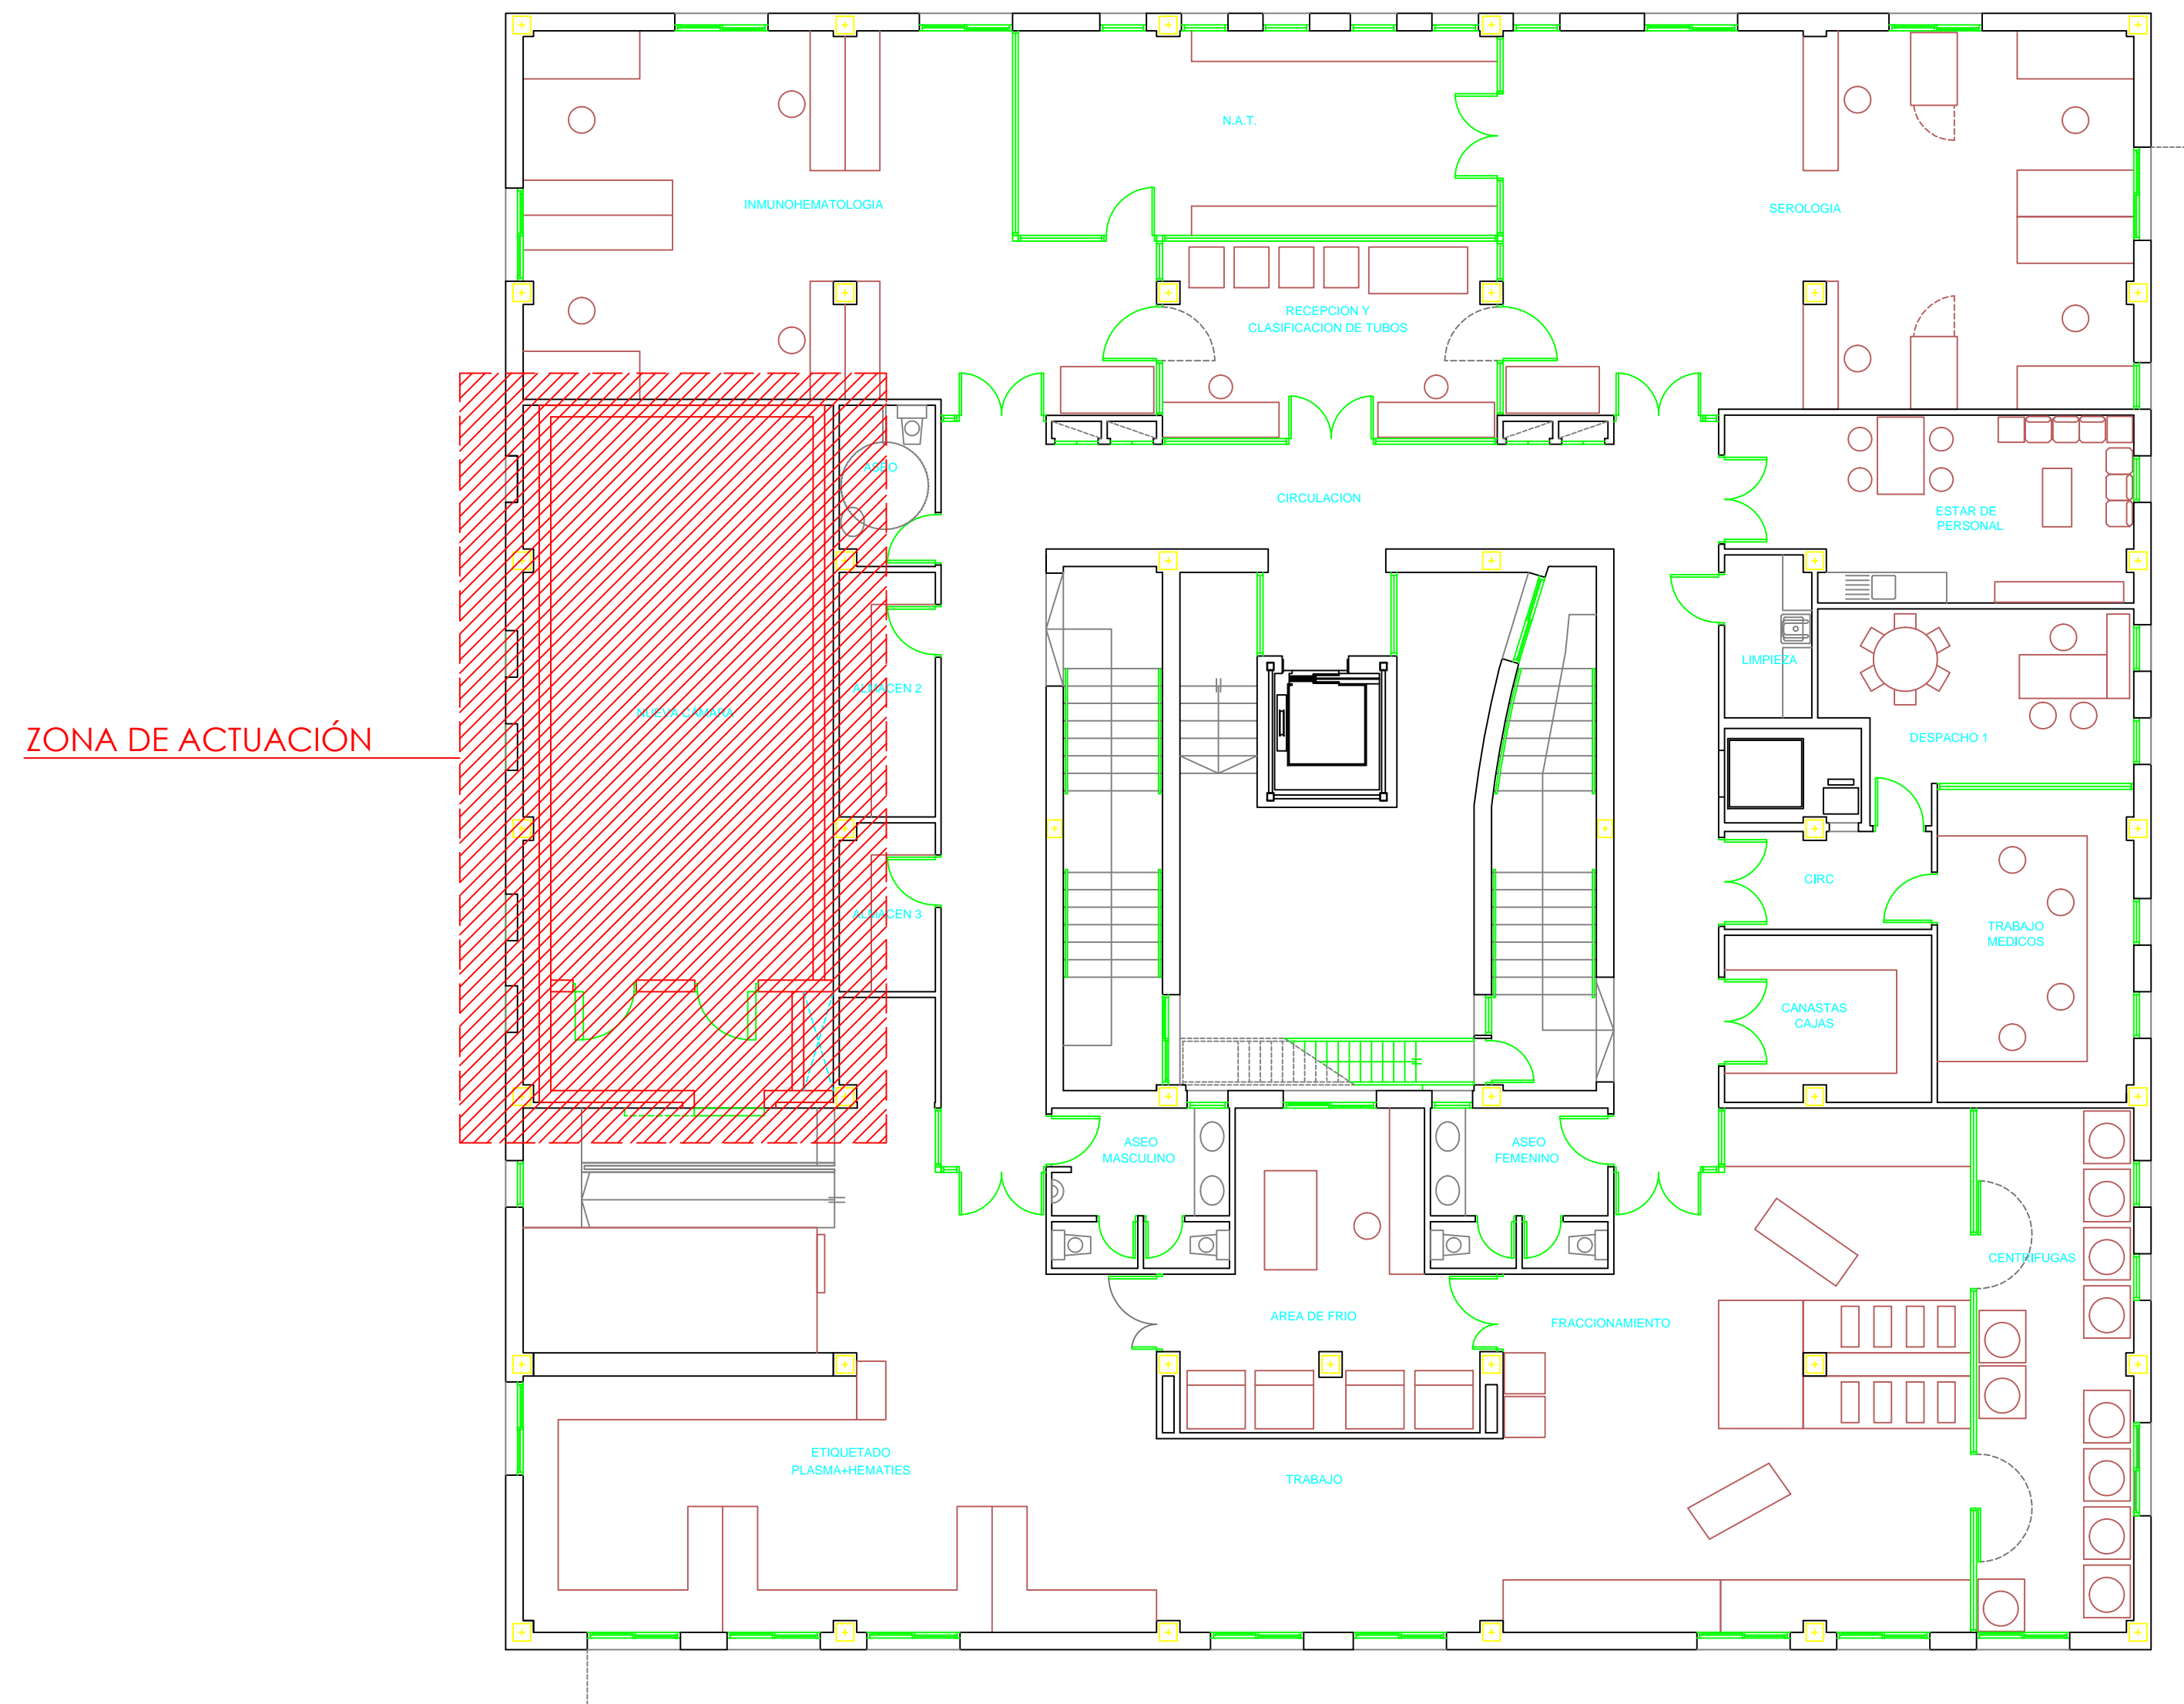 N.A.T.
INMUNOHEMATOLOGIA
SEROLOGIA
RECEPCION Y
CLASIFICACION DE TUBOS
ASEO
CIRCULACION
ESTAR DE
PERSONAL
LIMPIEZA
ALMACEN 2
NUEVA CÁMARA
ZONA DE ACTUACIÓN
DESPACHO 1
CIRC
ALMACEN 3
TRABAJO
MEDICOS
CANASTAS
CAJAS
ASEO
MASCULINO
ASEO
FEMENINO
CENTRIFUGAS
AREA DE FRIO
FRACCIONAMIENTO
ETIQUETADO
PLASMA+HEMATIES
TRABAJO